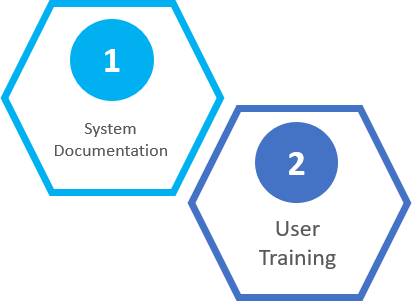 1
System
Documentation
2
User
Training